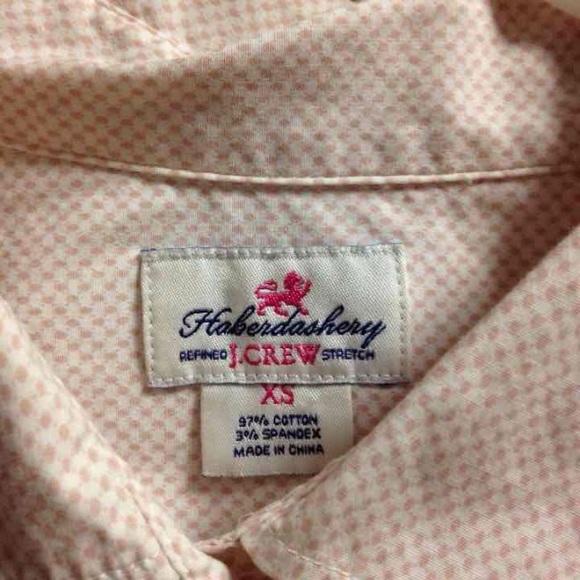 Haberdashery
REFINED J.CREW STRETCH
XS
97% COTTON
3% SPANDEX
MADE IN CHINA